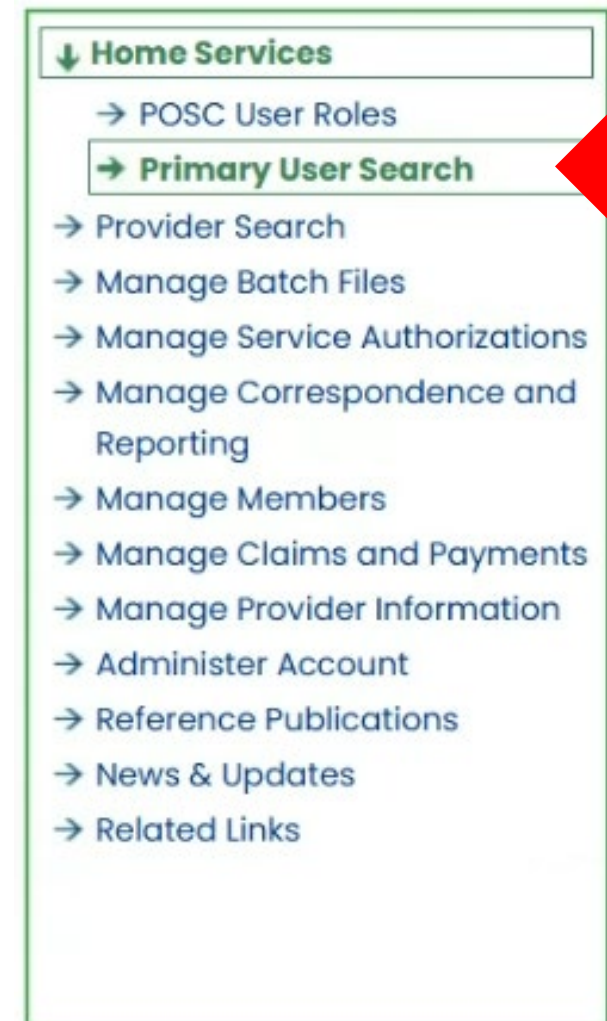 ↓ Home Services
→ POSC User Roles
→ Primary User Search
→ Provider Search
→ Manage Batch Files
→ Manage Service Authorizations
→ Manage Correspondence and
Reporting
→ Manage Members
→ Manage Claims and Payments
→ Manage Provider Information
→ Administer Account
→ Reference Publications
→ News & Updates
→ Related Links